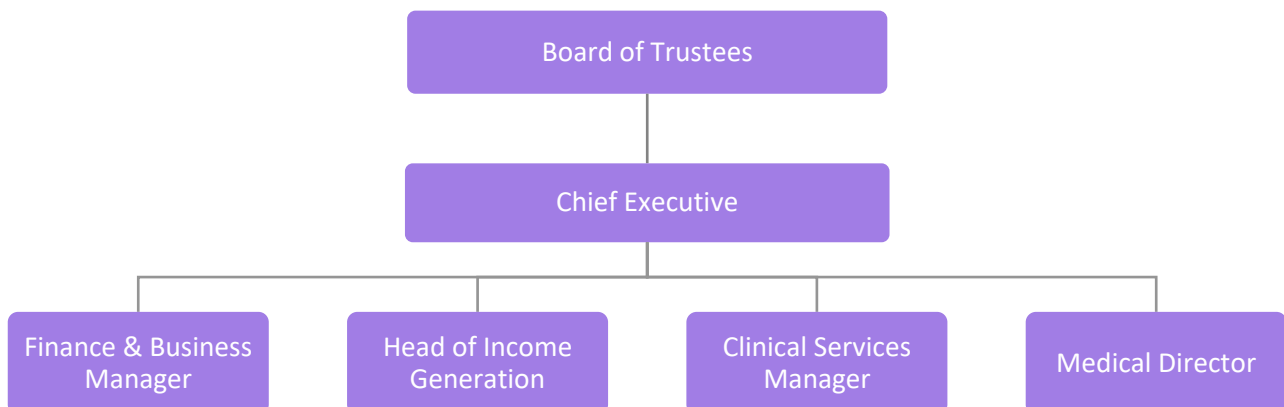 Board of Trustees
Chief Executive
Finance & Business
Manager
Head of Income
Generation
Clinical Services
Manager
Medical Director